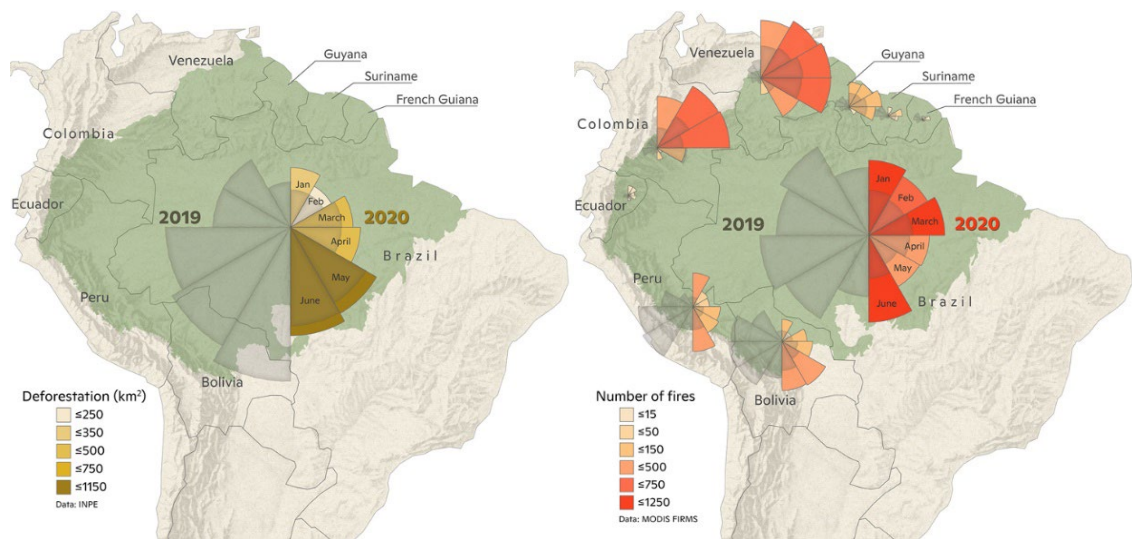 Venezuela
Guyana
Suriname
French Guiana
Colombia
Ecuador
2019
2020
Jan
Feb
March
April
May
June
Brazil
Peru
Bolivia
Deforestation (km²)
≤250
≤350
≤500
≤750
≤1150
Data: INPE
Venezuela
Guyana
Suriname
French Guiana
Colombia
Ecuador
2019
2020
Jan
Feb
March
April
May
June
Brazil
Peru
Bolivia
Number of fires
≤15
≤50
≤150
≤500
≤750
≤1250
Data: MODIS FIRMS